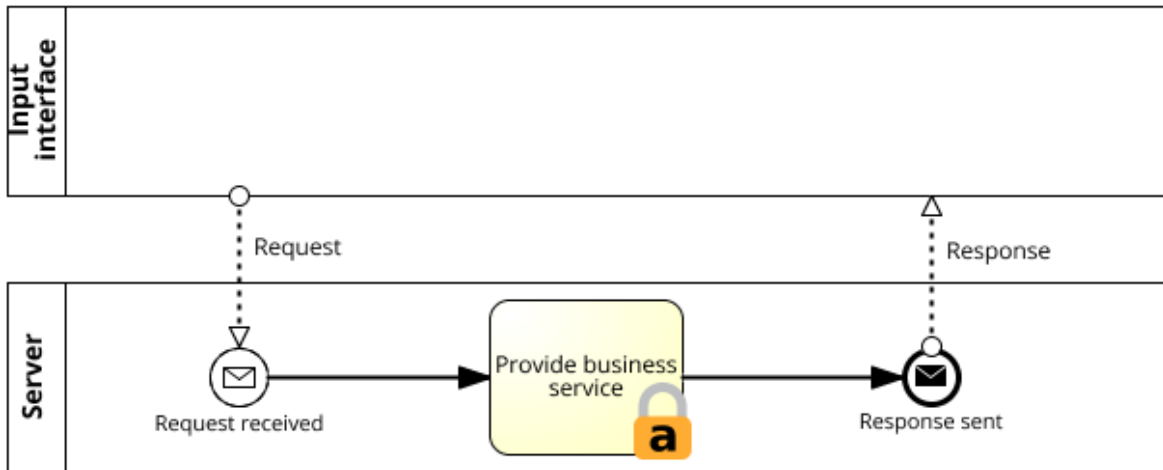 Input
interface
Request
Response
Server
Provide business
service
a
Request received
Response sent